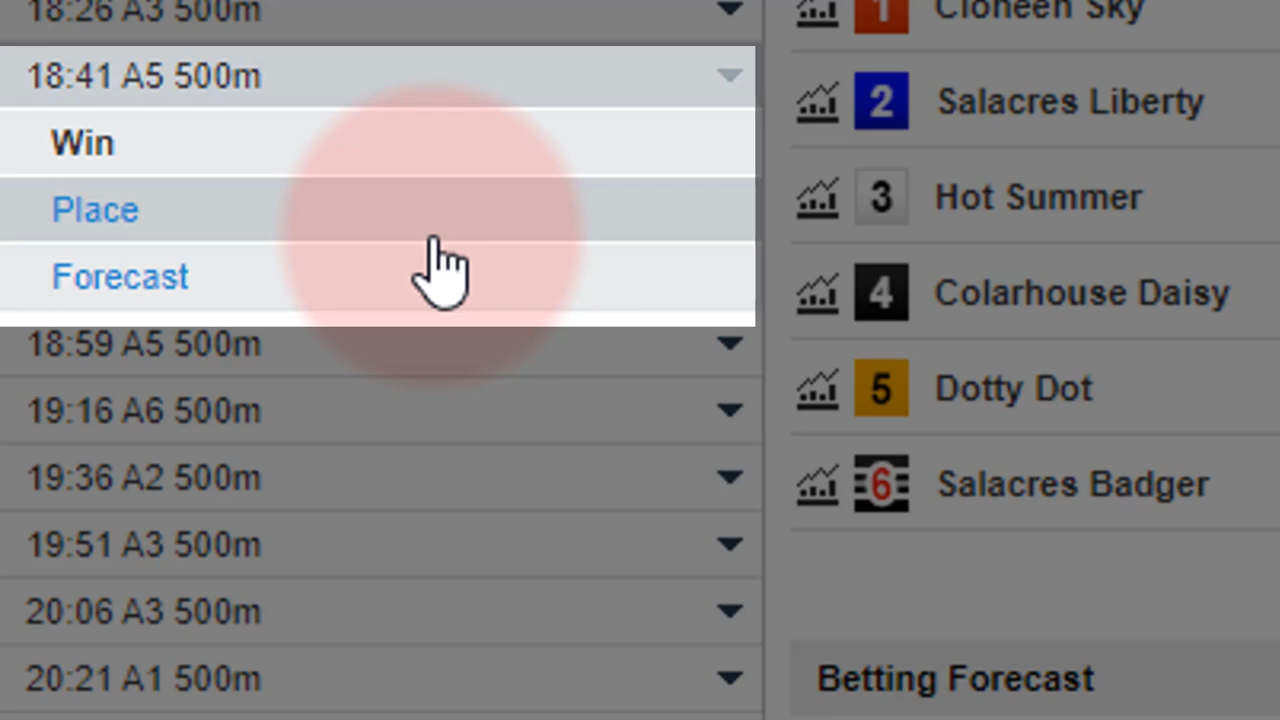 18:26 A3 500m
18:41 A5 500m
Win
Place
Forecast
18:59 A5 500m
19:16 A6 500m
19:36 A2 500m
19:51 A3 500m
20:06 A3 500m
20:21 A1 500m
1 Cloneen Sky
2 Salacres Liberty
3 Hot Summer
4 Colarhouse Daisy
5 Dotty Dot
6 Salacres Badger
Betting Forecast